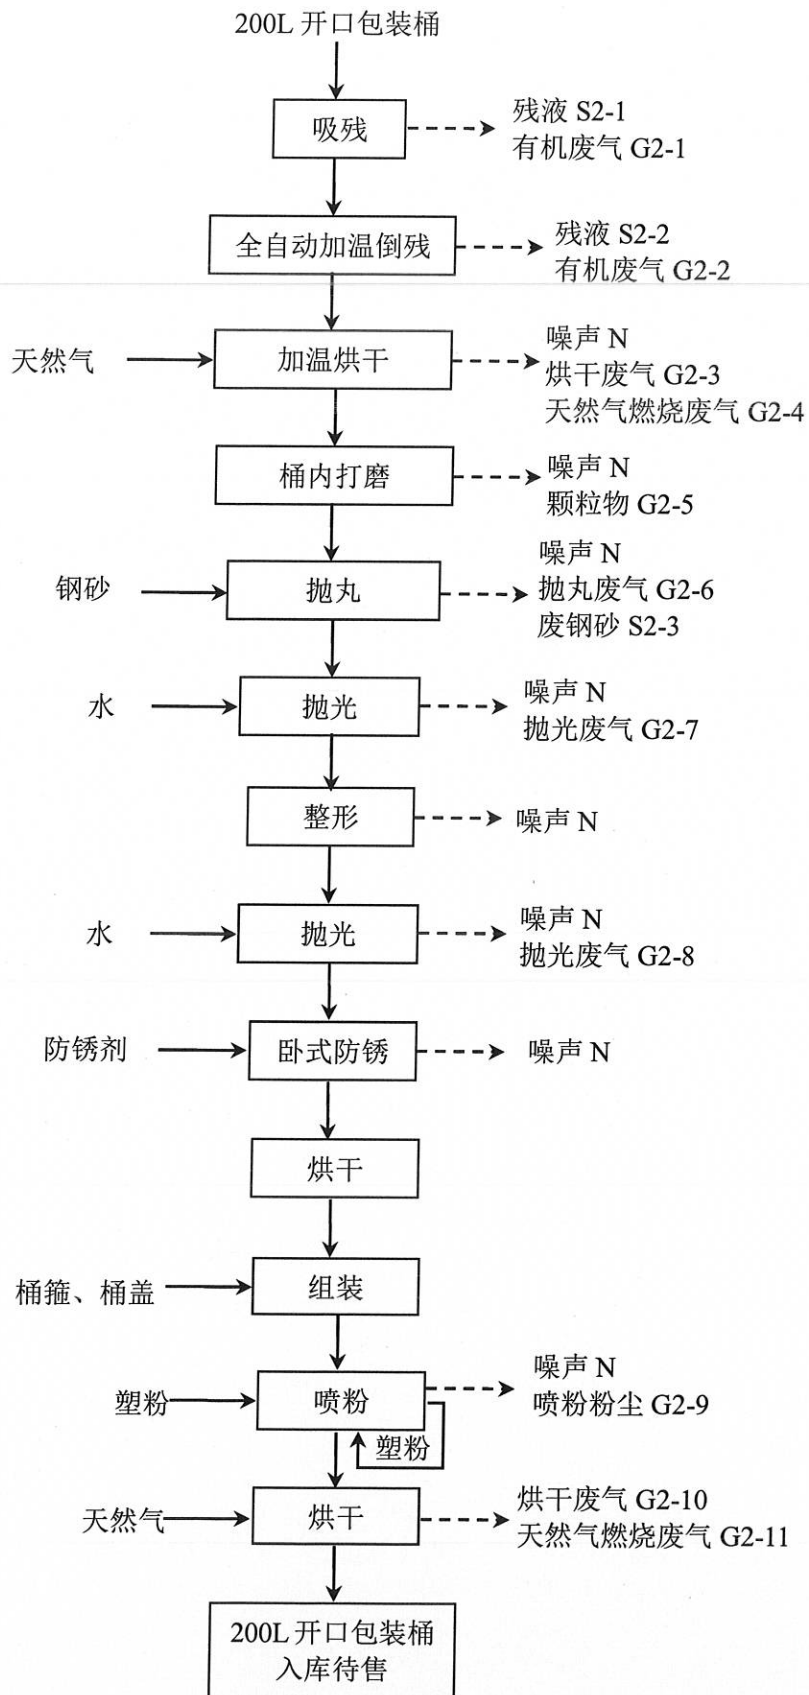 200L 开口包装桶
吸残
残液 S2-1
有机废气 G2-1
全自动加温倒残
残液 S2-2
有机废气 G2-2
天然气
加温烘干
噪声 N
烘干废气 G2-3
天然气燃烧废气 G2-4
桶内打磨
噪声 N
颗粒物 G2-5
钢砂
抛丸
噪声 N
抛丸废气 G2-6
废钢砂 S2-3
水
抛光
噪声 N
抛光废气 G2-7
整形
噪声 N
水
抛光
噪声 N
抛光废气 G2-8
防锈剂
卧式防锈
噪声 N
烘干
桶箍、桶盖
组装
塑粉
喷粉
噪声 N
喷粉粉尘 G2-9
塑粉
天然气
烘干
烘干废气 G2-10
天然气燃烧废气 G2-11
200L 开口包装桶
入库待售